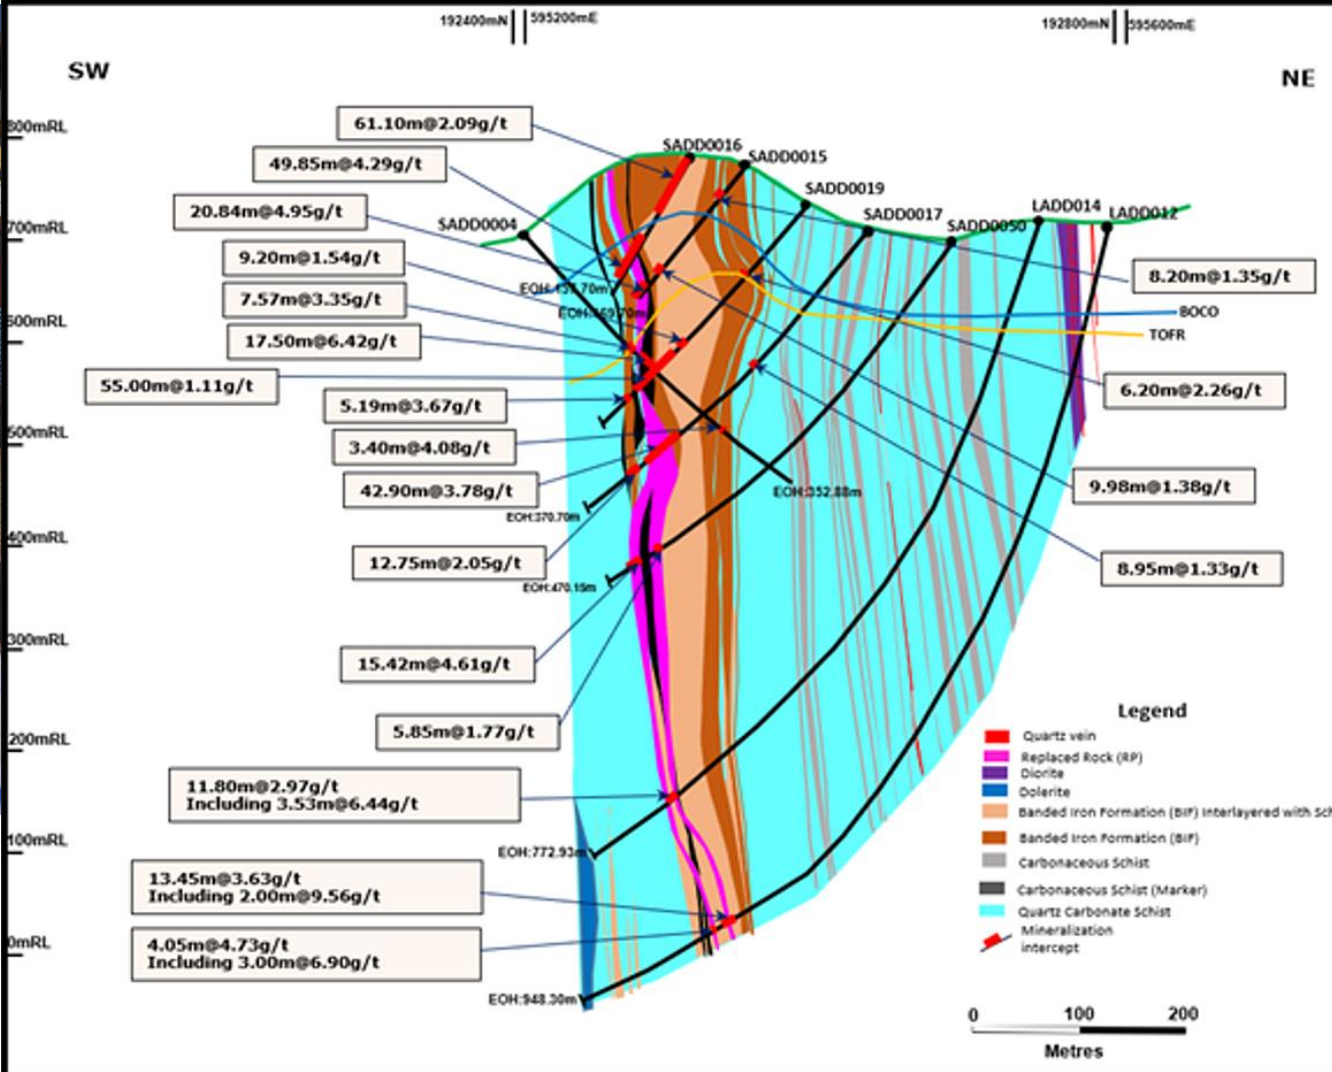 192400mN 595200mE
192800mN 595600mE
SW
NE
800mRL
61.10m@2.09g/t
49.85m@4.29g/t
SADD0016
SADD0015
SADD0019
20.84m@4.95g/t
SADD0017
LADD014
LADD012
SADD0004
SADD0050
700mRL
9.20m@1.54g/t
8.20m@1.35g/t
7.57m@3.35g/t
BOCO
600mRL
TOFR
17.50m@6.42g/t
55.00m@1.11g/t
6.20m@2.26g/t
5.19m@3.67g/t
500mRL
3.40m@4.08g/t
42.90m@3.78g/t
EOH:352.88m
9.98m@1.38g/t
EOH:370.70m
400mRL
12.75m@2.05g/t
8.95m@1.33g/t
EOH:470.15m
300mRL
15.42m@4.61g/t
5.85m@1.77g/t
200mRL
11.80m@2.97g/t
Including 3.53m@6.44g/t
100mRL
EOH:772.93m
13.45m@3.63g/t
Including 2.00m@9.56g/t
0mRL
4.05m@4.73g/t
Including 3.00m@6.90g/t
EOH:948.30m
Legend
Quartz vein
Replaced Rock (RP)
Diorite
Dolerite
Banded Iron Formation (BIF) Interlayered with Sch
Banded Iron Formation (BIF)
Carbonaceous Schist
Carbonaceous Schist (Marker)
Quartz Carbonate Schist
Mineralization
intercept
0 100 200
Metres